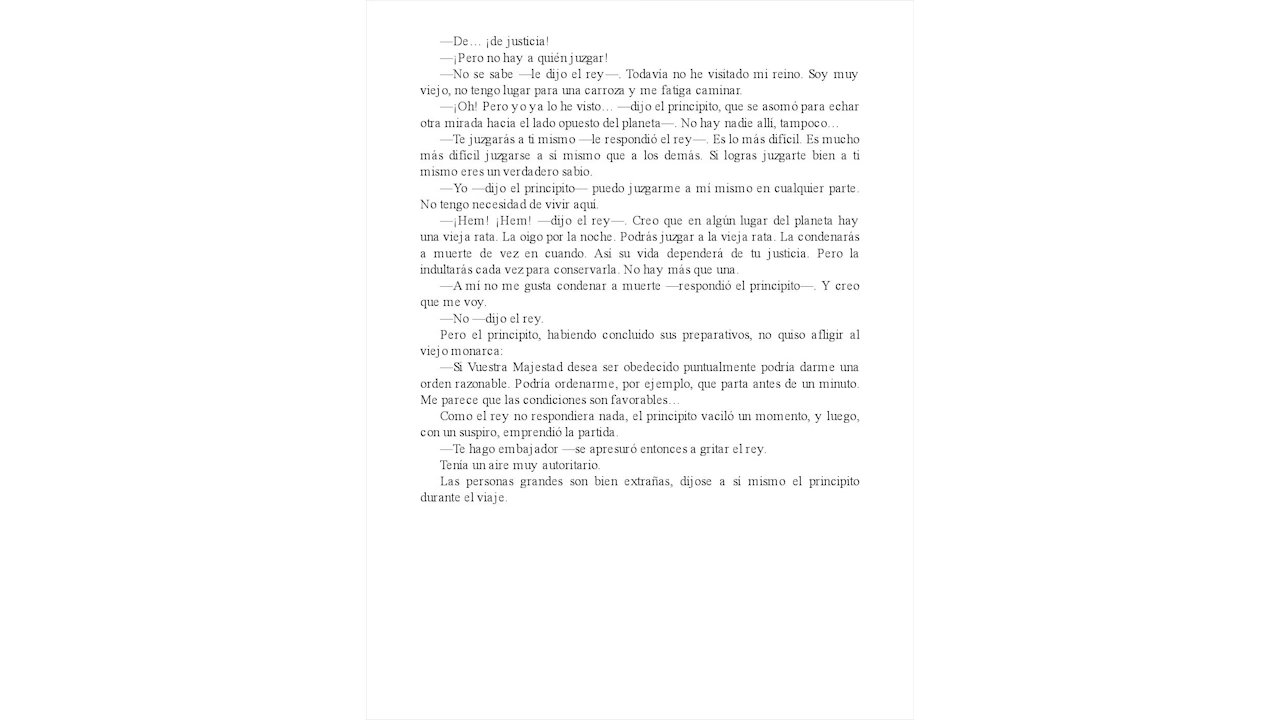 —De… ¡de justicia!
—¡Pero no hay a quién juzgar!
—No se sabe —le dijo el rey—. Todavía no he visitado mi reino. Soy muy
viejo, no tengo lugar para una carroza y me fatiga caminar.
—¡Oh! Pero yo ya lo he visto… —dijo el principito, que se asomó para echar
otra mirada hacia el lado opuesto del planeta—. No hay nadie allí, tampoco…
—Te juzgarás a ti mismo —le respondió el rey—. Es lo más difícil. Es mucho
más difícil juzgarse a sí mismo que a los demás. Si logras juzgarte bien a ti
mismo eres un verdadero sabio.
—Yo —dijo el principito— puedo juzgarme a mí mismo en cualquier parte.
No tengo necesidad de vivir aquí.
—¡Hem! ¡Hem! —dijo el rey—. Creo que en algún lugar del planeta hay
una vieja rata. La oigo por la noche. Podrás juzgar a la vieja rata. La condenarás
a muerte de vez en cuando. Así su vida dependerá de tu justicia. Pero la
indultarás cada vez para conservarla. No hay más que una.
—A mí no me gusta condenar a muerte —respondió el principito—. Y creo
que me voy.
—No —dijo el rey.
Pero el principito, habiendo concluido sus preparativos, no quiso afligir al
viejo monarca:
—Si Vuestra Majestad desea ser obedecido puntualmente podría darme una
orden razonable. Podría ordenarme, por ejemplo, que parta antes de un minuto.
Me parece que las condiciones son favorables…
Como el rey no respondiera nada, el principito vaciló un momento, y luego,
con un suspiro, emprendió la partida.
—Te hago embajador —se apresuró entonces a gritar el rey.
Tenía un aire muy autoritario.
Las personas grandes son bien extrañas, díjose a sí mismo el principito
durante el viaje.